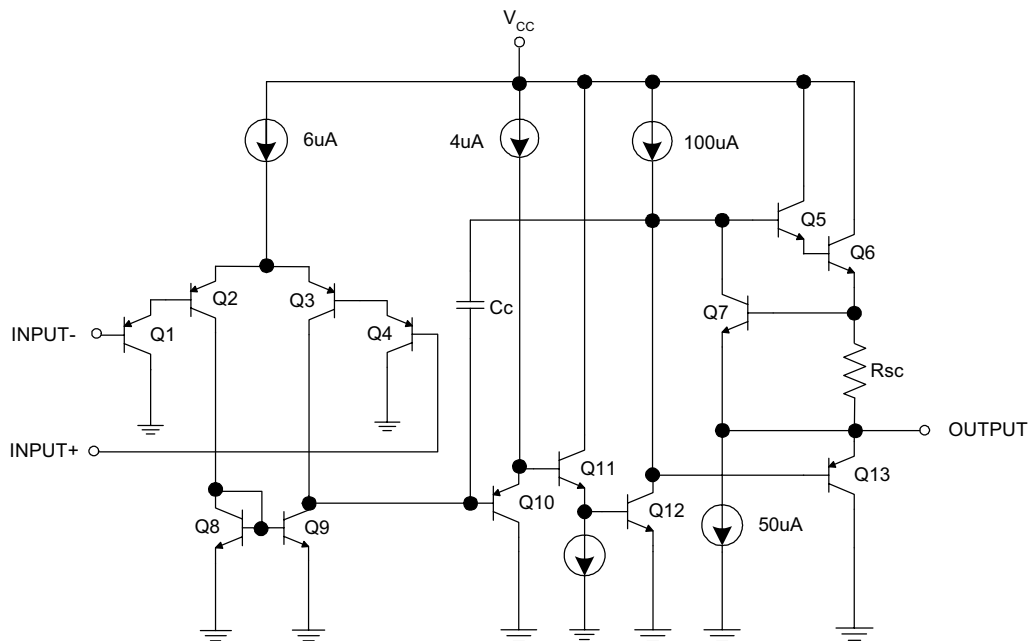 VCC
6uA
4uA
100uA
Q5
Q6
Q2
Q3
Q1
Q4
Cc
Q7
INPUT-
Rsc
INPUT+
OUTPUT
Q11
Q10
Q12
Q13
Q8
Q9
50uA